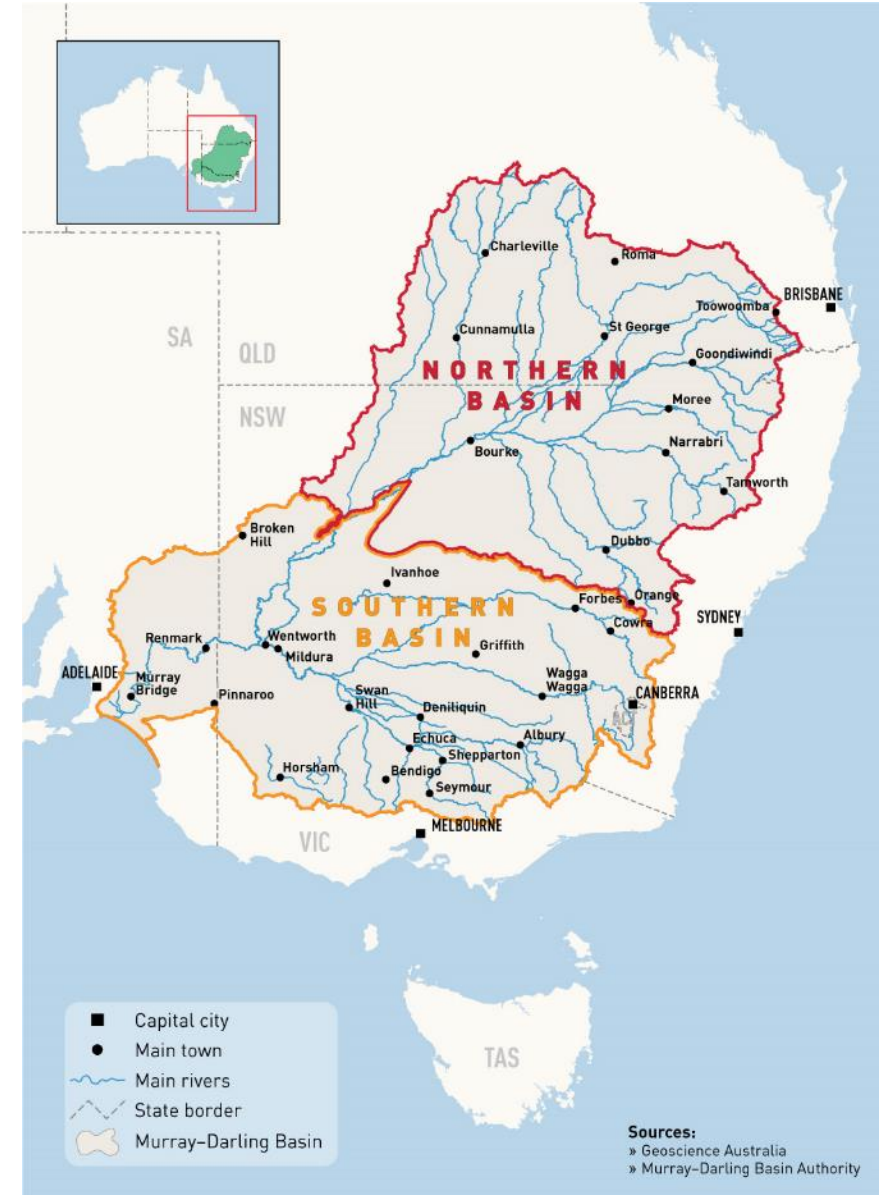 Charleville
Roma
BRISBANE
Toowoomba
SA
QLD
Cunnamulla
St George
Goondiwindi
NORTHERN
BASIN
NSW
Moree
Bourke
Narrabri
Tamworth
Broken
Hill
Dubbo
Ivanhoe
SOUTHERN
BASIN
Forbes
Orange
Cowra
SYDNEY
Renmark
Wentworth
Mildura
Griffith
ADELAIDE
Murray
Bridge
Pinnaroo
Swan
Hill
Wagga
Wagga
CANBERRA
ACT
Deniliquin
Echuca
Albury
Shepparton
Horsham
Bendigo
Seymour
VIC
MELBOURNE
TAS
Capital city
Main town
Main rivers
State border
Murray–Darling Basin
Sources:
» Geoscience Australia
» Murray–Darling Basin Authority